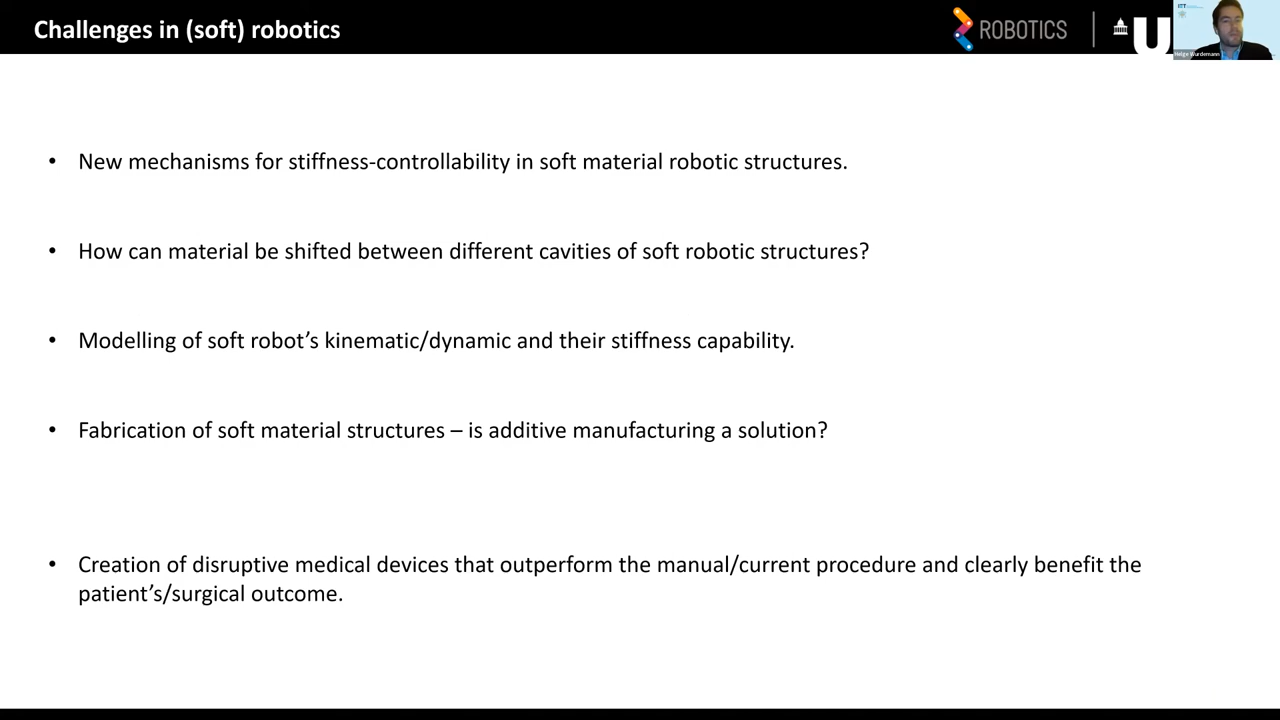 Challenges in (soft) robotics
ROBOTICS
U
Helge Wurdemann
• New mechanisms for stiffness-controllability in soft material robotic structures.
• How can material be shifted between different cavities of soft robotic structures?
• Modelling of soft robot’s kinematic/dynamic and their stiffness capability.
• Fabrication of soft material structures – is additive manufacturing a solution?
• Creation of disruptive medical devices that outperform the manual/current procedure and clearly benefit the
patient’s/surgical outcome.